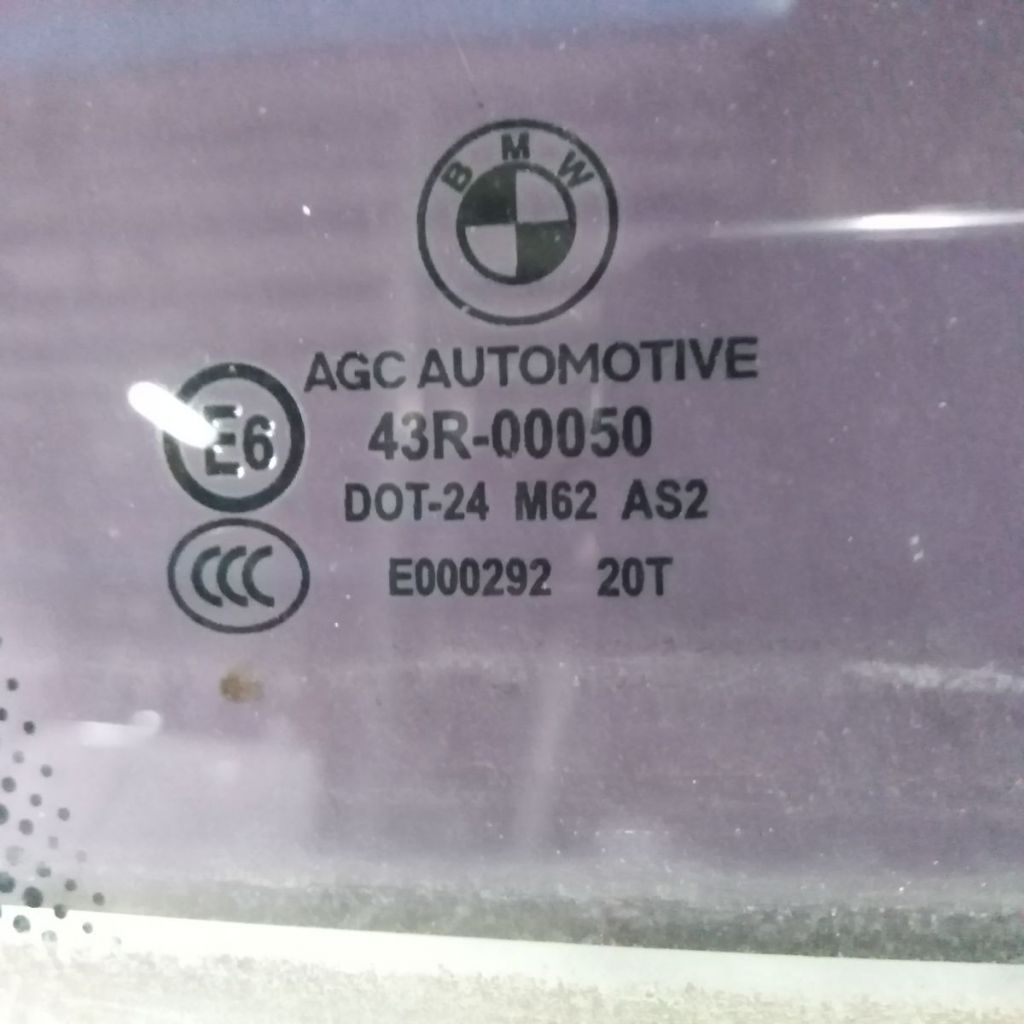 BMW
AGC AUTOMOTIVE
E6 43R-00050
DOT-24 M62 AS2
CCC E000292 20T